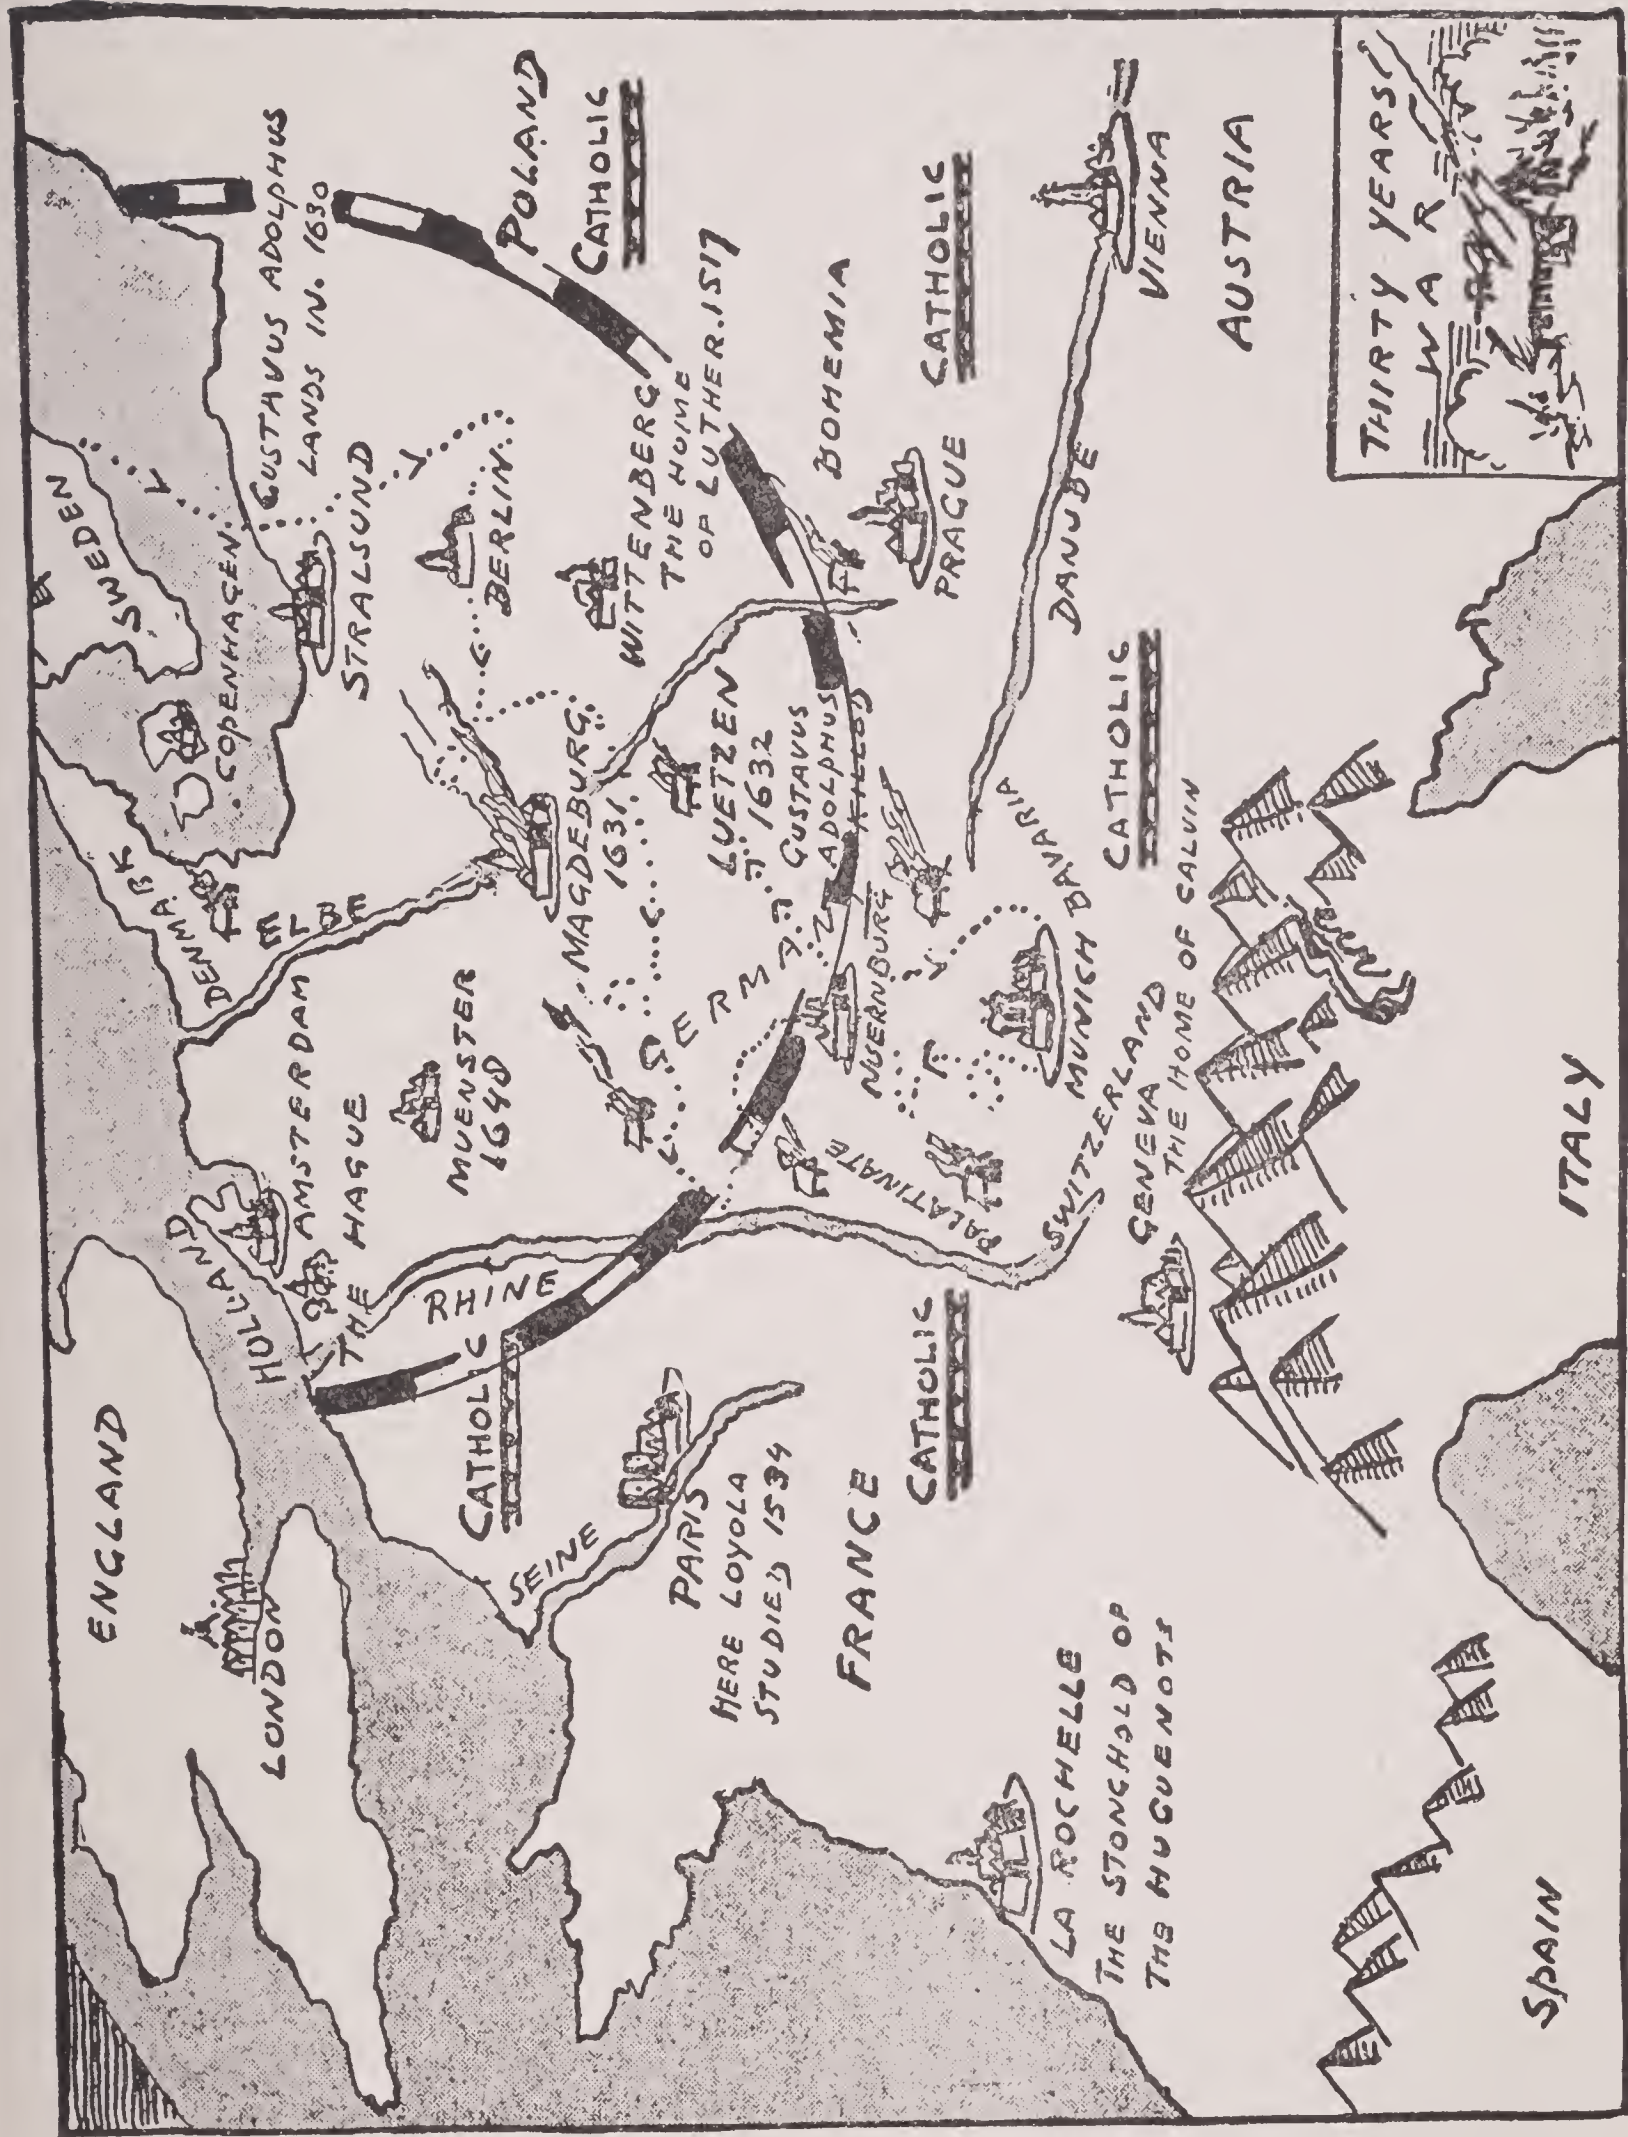 THIRTY YEARS'
WAR
ENGLAND
LONDON
HOLLAND
AMSTERDAM
THE HAGUE
DENMARK
ELBE
COPENHAGEN
SWEDEN
GUSTAVUS ADOLPHUS
LANDS IN. 1630
STRALSUND
POLAND
CATHOLIC
BERLIN
WITTENBERG
THE HOME
OF LUTHER. 1517
MUENSTER
1648
MAGDEBURG
1631
LUETZEN
1632
GUSTAVUS
ADOLPHUS
KILLED
GERMANY
RHINE
CATHOLIC
SEINE
PARIS
HERE LOYOLA
STUDIED 1534
FRANCE
CATHOLIC
PALATINATE
NUERNBURG
BOHEMIA
PRAGUE
CATHOLIC
DANUBE
VIENNA
AUSTRIA
MUNICH
BAVARIA
CATHOLIC
SWITZERLAND
GENEVA
THE HOME OF CALVIN
LA ROCHELLE
THE STONGHOLD OF
THE HUGUENOTS
SPAIN
ITALY